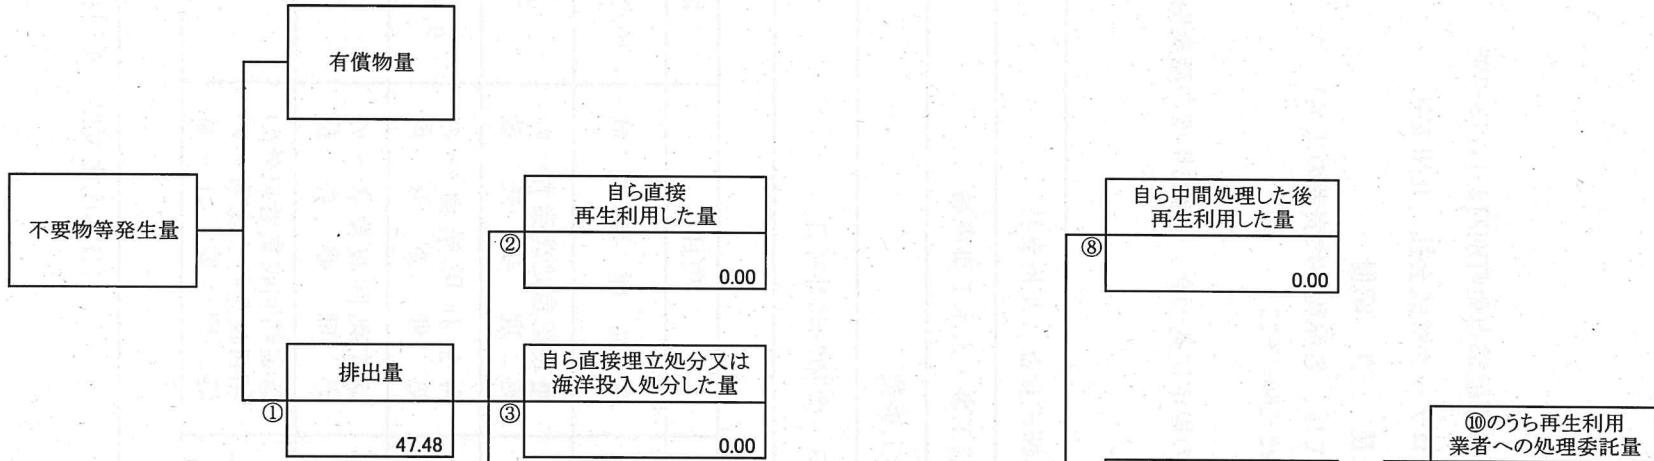 有償物量
不要物等発生量
自ら直接
再生利用した量
②
0.00
自ら中間処理した後
再生利用した量
⑧
0.00
排出量
①
47.48
自ら直接埋立処分又は
海洋投入処分した量
③
0.00
⑩のうち再生利用
業者への処理委託量